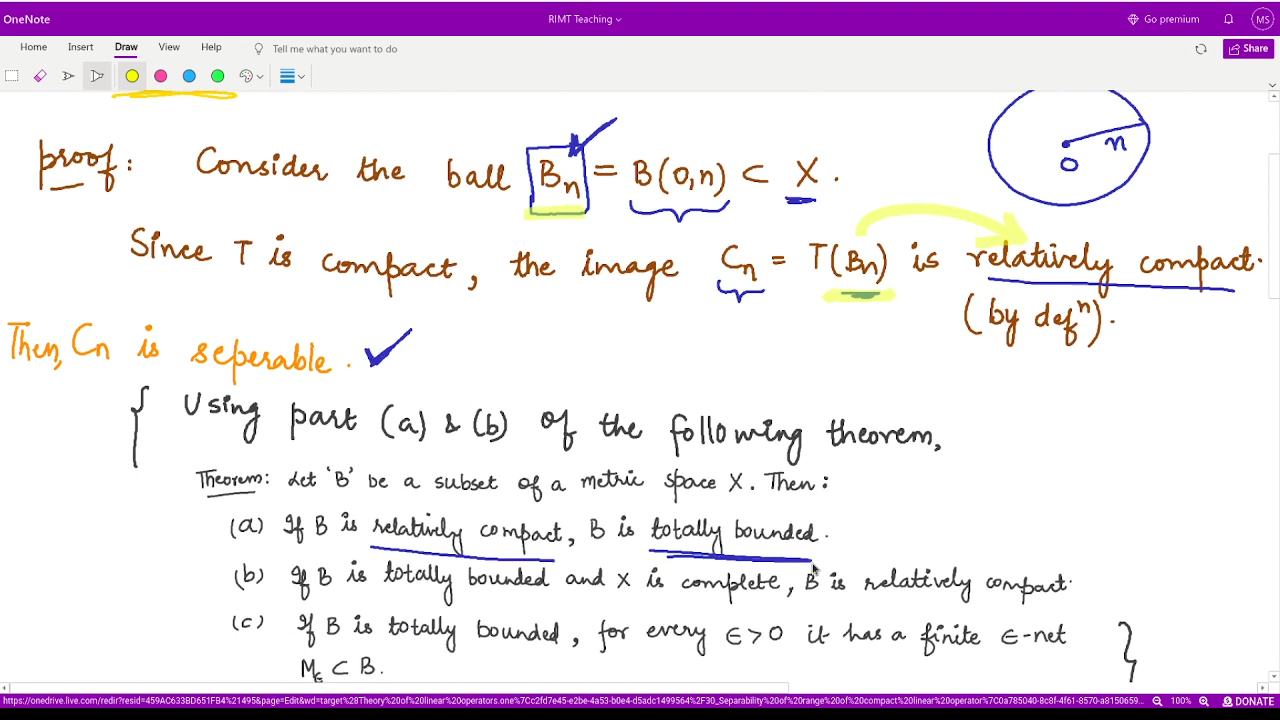 OneNote
RIMT Teaching
Go premium
MS
Home Insert Draw View Help Tell me what you want to do
Share
proof: Consider the ball Bn = B(0,n) ⊂ X.
n
0
Since T is compact, the image Cn = T(Bn) is relatively compact.
(by defⁿ).
Then, Cn is seperable.
{ Using part (a) & (b) of the following theorem,
Theorem: Let 'B' be a subset of a metric space X. Then:
(a) If B is relatively compact, B is totally bounded.
(b) If B is totally bounded and X is complete, B is relatively compact.
(c) If B is totally bounded, for every ∈>0 it has a finite ∈-net }
M∈ ⊂ B.
100%
DONATE